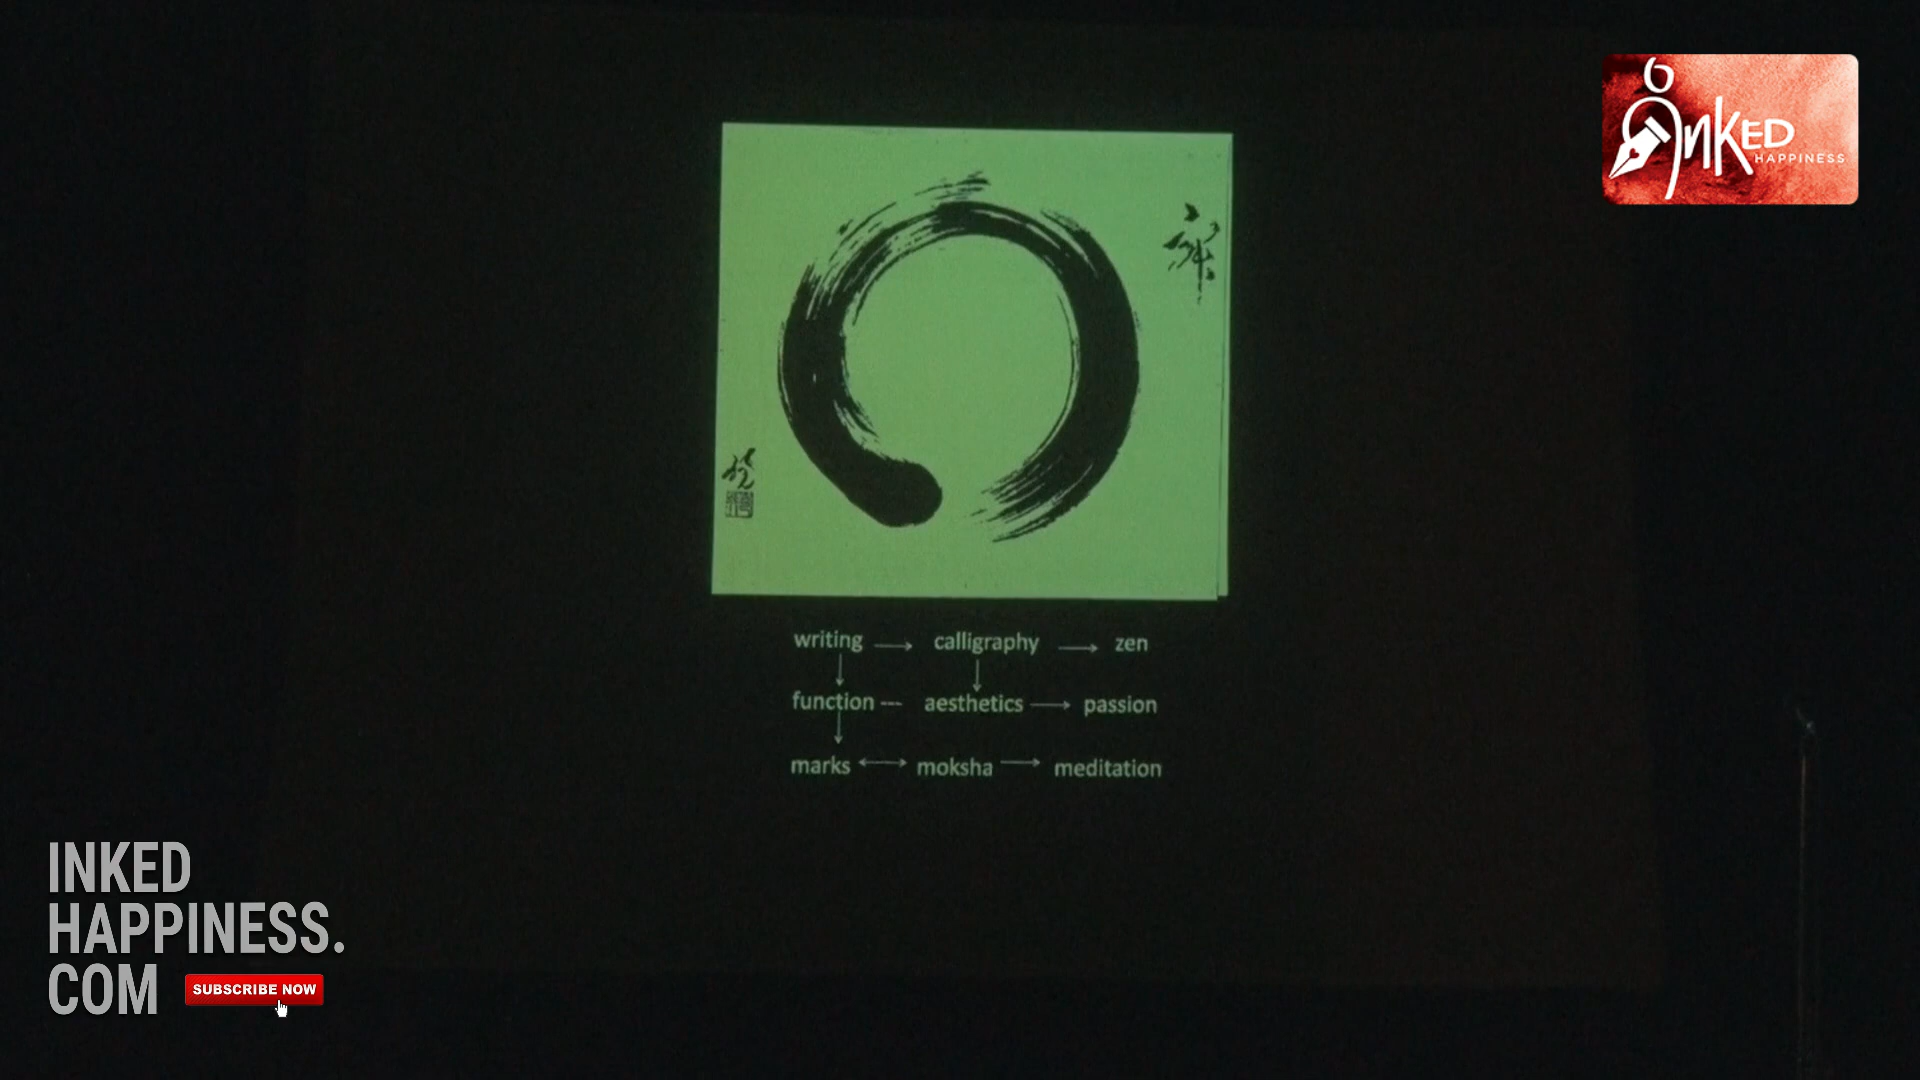 INKED
HAPPINESS
writing → calligraphy → zen
function --- aesthetics → passion
marks ↔ moksha → meditation
INKED
HAPPINESS.
COM
SUBSCRIBE NOW